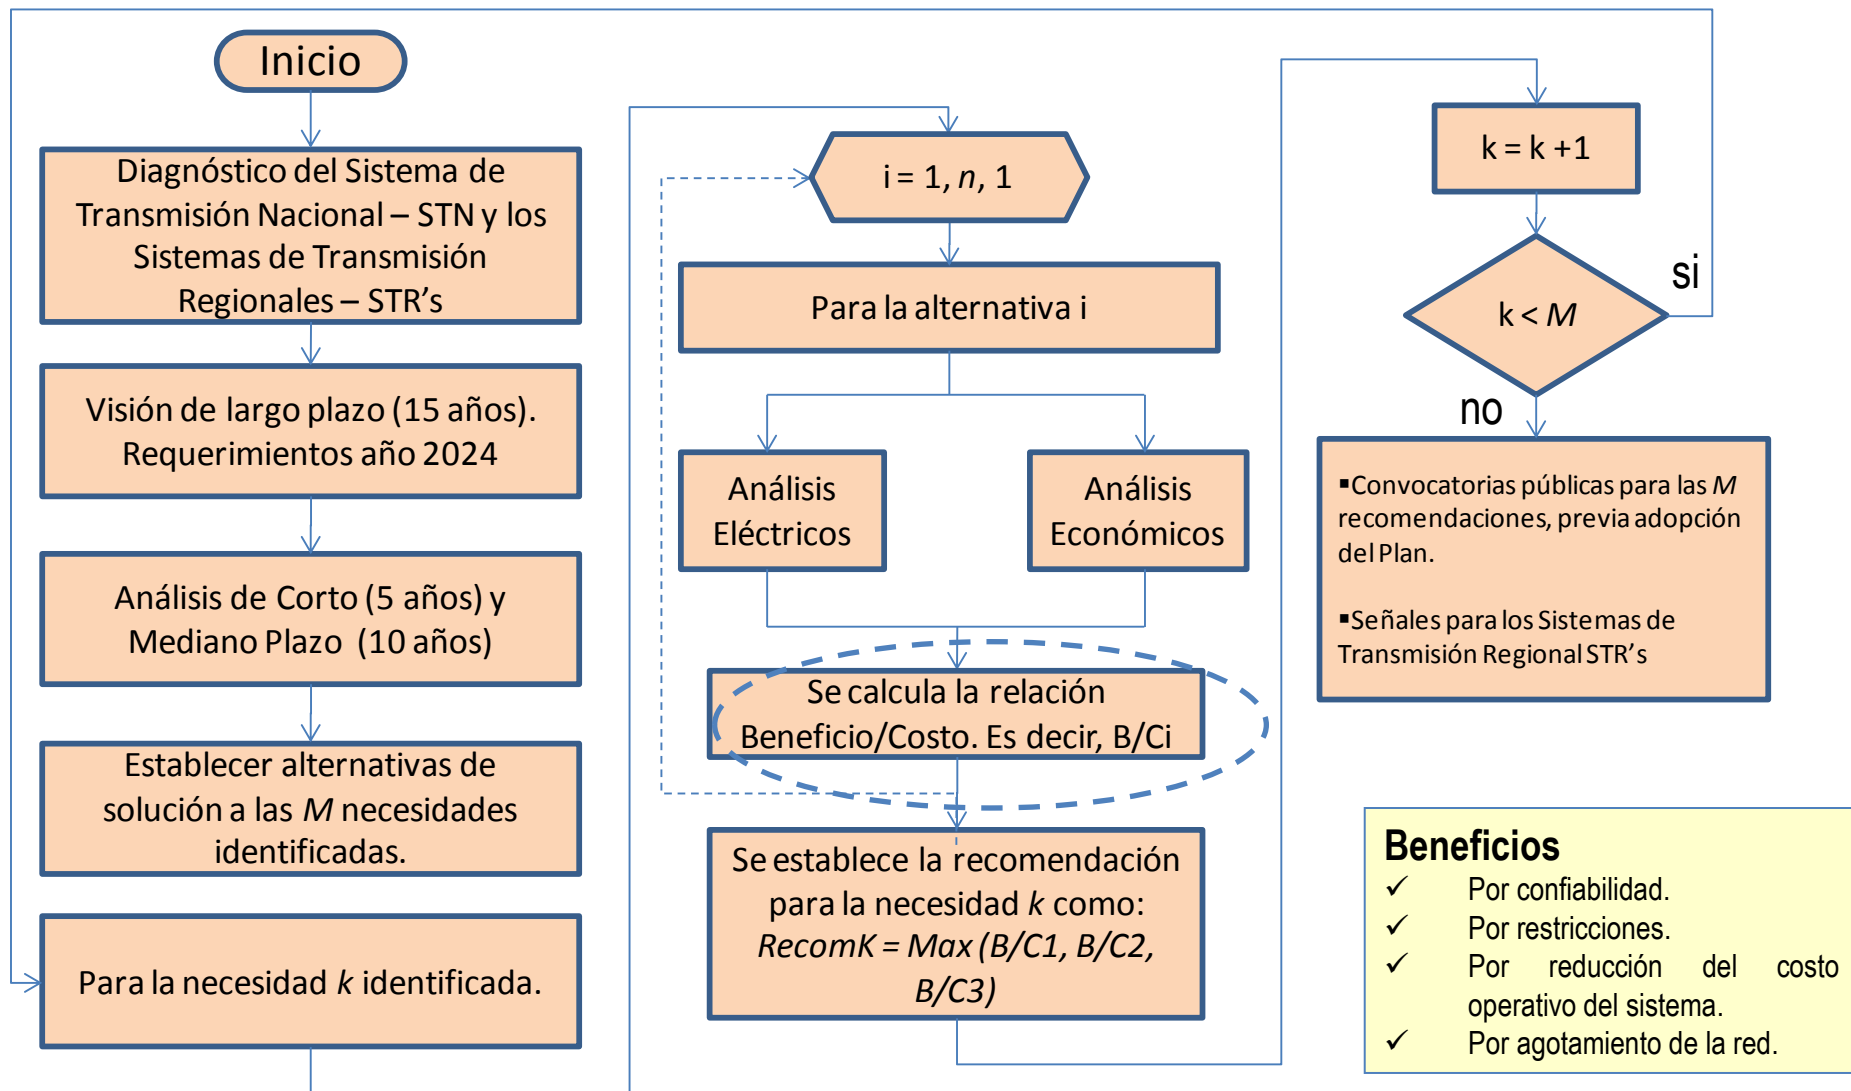 Inicio
Diagnóstico del Sistema de
Transmisión Nacional – STN y los
Sistemas de Transmisión
Regionales – STR’s
Visión de largo plazo (15 años).
Requerimientos año 2024
Análisis de Corto (5 años) y
Mediano Plazo (10 años)
Establecer alternativas de
solución a las M necesidades
identificadas.
Para la necesidad k identificada.
i = 1, n, 1
Para la alternativa i
Análisis
Eléctricos
Análisis
Económicos
Se calcula la relación
Beneficio/Costo. Es decir, B/Ci
Se establece la recomendación
para la necesidad k como:
RecomK = Max (B/C1, B/C2,
B/C3)
k = k +1
k < M
si
no
▪Convocatorias públicas para las M
recomendaciones, previa adopción
del Plan.
▪Señales para los Sistemas de
Transmisión Regional STR’s
Beneficios
✓ Por confiabilidad.
✓ Por restricciones.
✓ Por reducción del costo
operativo del sistema.
✓ Por agotamiento de la red.